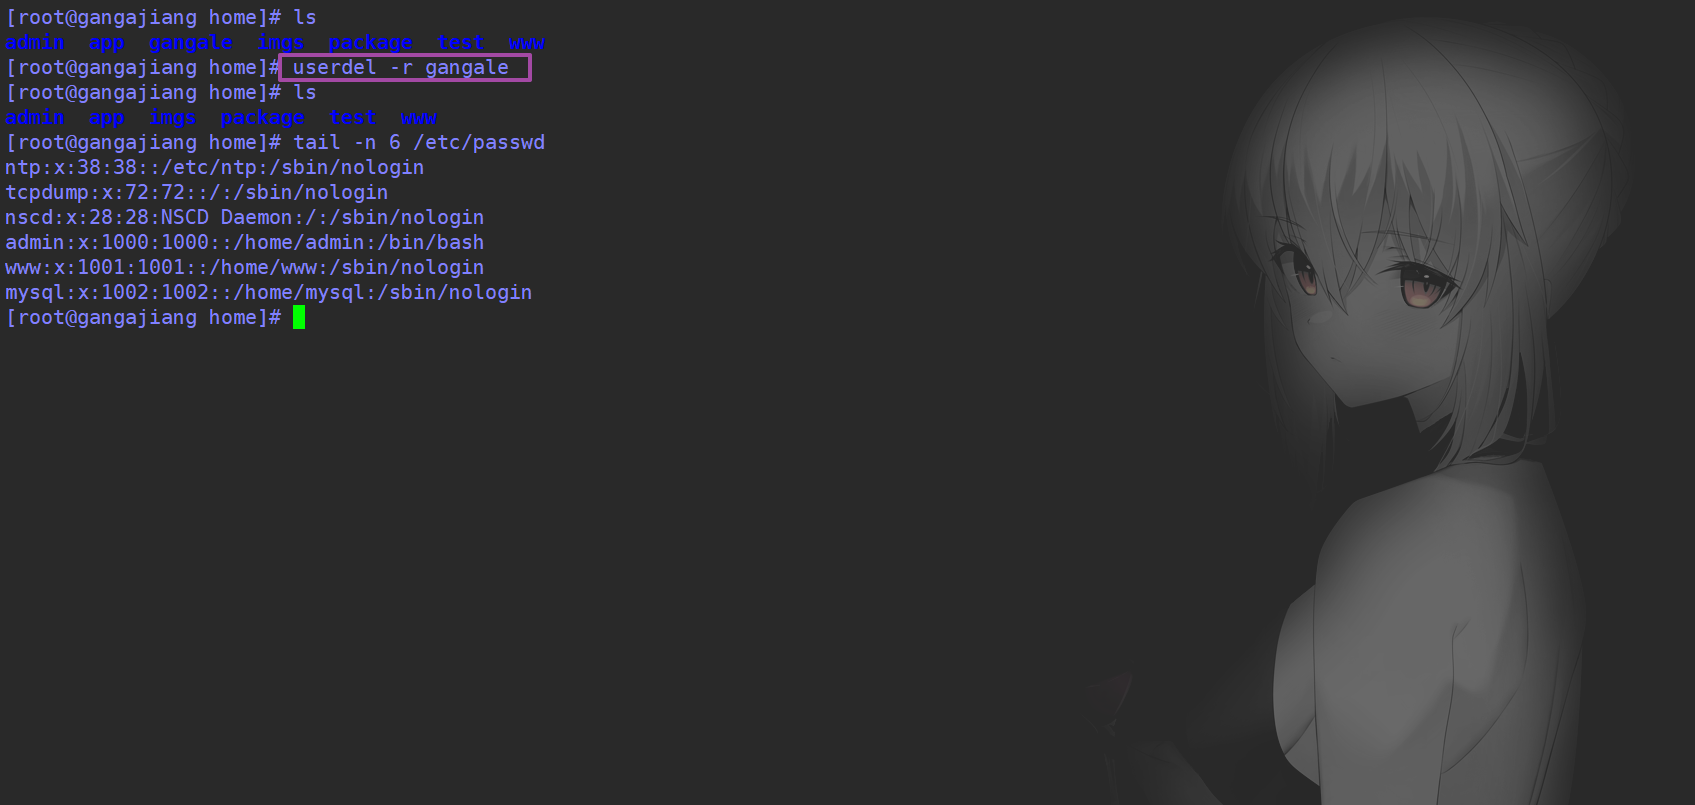 [root@gangajiang home]# ls
admin  app  gangale  imgs  package  test  www
[root@gangajiang home]# userdel -r gangale
[root@gangajiang home]# ls
admin  app  imgs  package  test  www
[root@gangajiang home]# tail -n 6 /etc/passwd
ntp:x:38:38::/etc/ntp:/sbin/nologin
tcpdump:x:72:72::/:/sbin/nologin
nscd:x:28:28:NSCD Daemon:/:/sbin/nologin
admin:x:1000:1000::/home/admin:/bin/bash
www:x:1001:1001::/home/www:/sbin/nologin
mysql:x:1002:1002::/home/mysql:/sbin/nologin
[root@gangajiang home]#